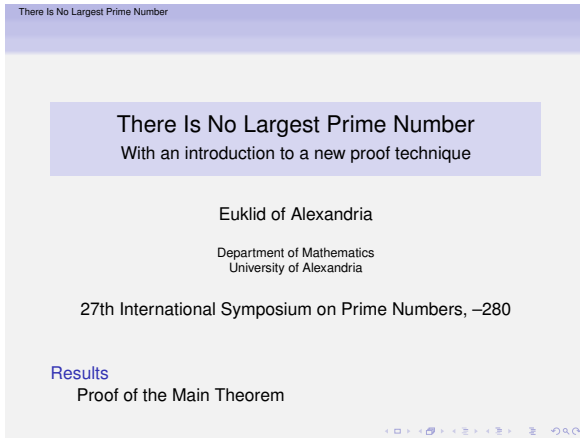 There Is No Largest Prime Number
There Is No Largest Prime Number
With an introduction to a new proof technique
Euklid of Alexandria
Department of Mathematics
University of Alexandria
27th International Symposium on Prime Numbers, –280
Results
Proof of the Main Theorem